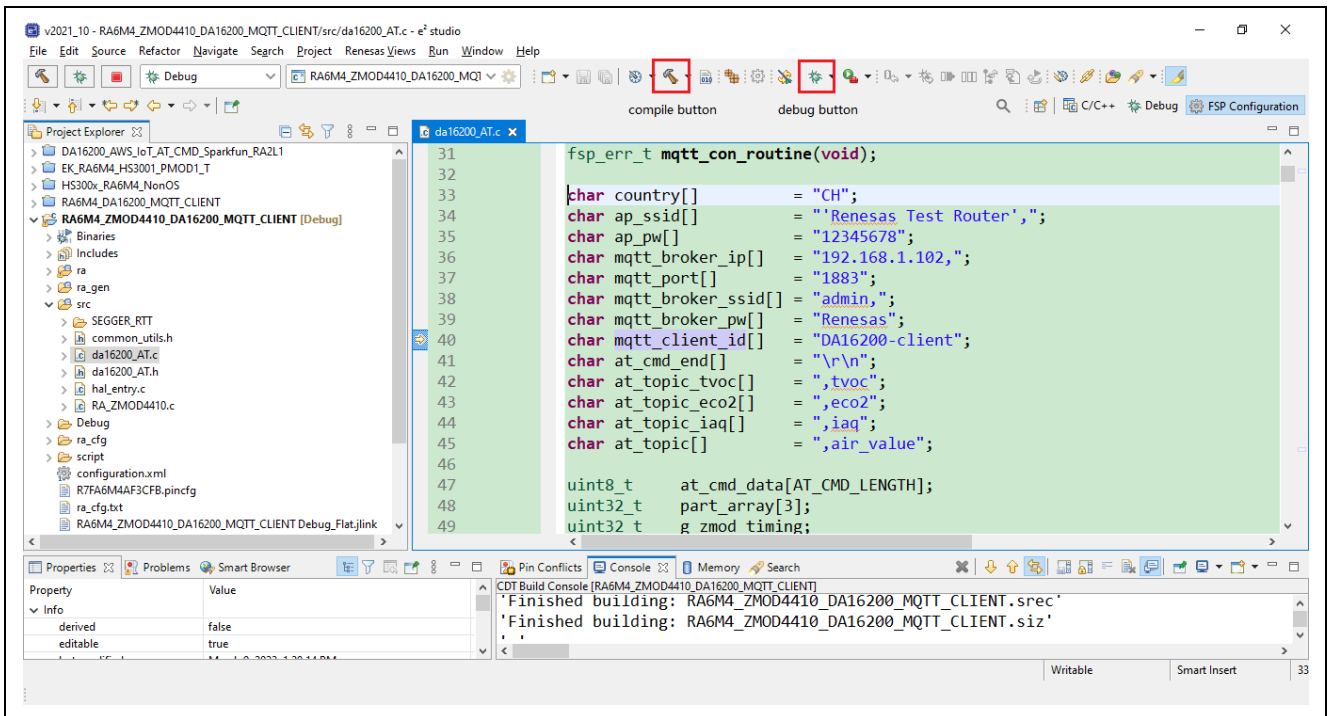 v2021_10 - RA6M4_ZMOD4410_DA16200_MQTT_CLIENT/src/da16200_AT.c - e² studio
File Edit Source Refactor Navigate Search Project Renesas Views Run Window Help
Debug RA6M4_ZMOD4410_DA16200_MQ1
compile button debug button C/C++ Debug FSP Configuration
Project Explorer
DA16200_AWS_IoT_AT_CMD_Sparkfun_RA2L1
EK_RA6M4_HS3001_PMOD1_T
HS300x_RA6M4_NonOS
RA6M4_DA16200_MQTT_CLIENT
RA6M4_ZMOD4410_DA16200_MQTT_CLIENT [Debug]
Binaries
Includes
ra
ra_gen
src
SEGGER_RTT
common_utils.h
da16200_AT.c
da16200_AT.h
hal_entry.c
RA_ZMOD4410.c
Debug
ra_cfg
script
configuration.xml
R7FA6M4AF3CFB.pincfg
ra_cfg.txt
RA6M4_ZMOD4410_DA16200_MQTT_CLIENT Debug_Flat.jlink
da16200_AT.c
31 fsp_err_t mqtt_con_routine(void);
32
33 char country[] = "CH";
34 char ap_ssid[] = "'Renesas Test Router',";
35 char ap_pw[] = "12345678";
36 char mqtt_broker_ip[] = "192.168.1.102,";
37 char mqtt_port[] = "1883";
38 char mqtt_broker_ssid[] = "admin,";
39 char mqtt_broker_pw[] = "Renesas";
40 char mqtt_client_id[] = "DA16200-client";
41 char at_cmd_end[] = "\r\n";
42 char at_topic_tvoc[] = ",tvoc";
43 char at_topic_eco2[] = ",eco2";
44 char at_topic_iaq[] = ",iaq";
45 char at_topic[] = ",air_value";
46
47 uint8_t at_cmd_data[AT_CMD_LENGTH];
48 uint32_t part_array[3];
49 uint32_t g_zmod_timing;
Properties Problems Smart Browser
Property Value
Info
derived false
editable true
Pin Conflicts Console Memory Search
CDT Build Console [RA6M4_ZMOD4410_DA16200_MQTT_CLIENT]
'Finished building: RA6M4_ZMOD4410_DA16200_MQTT_CLIENT.srec'
'Finished building: RA6M4_ZMOD4410_DA16200_MQTT_CLIENT.siz'
' '
Writable Smart Insert 33